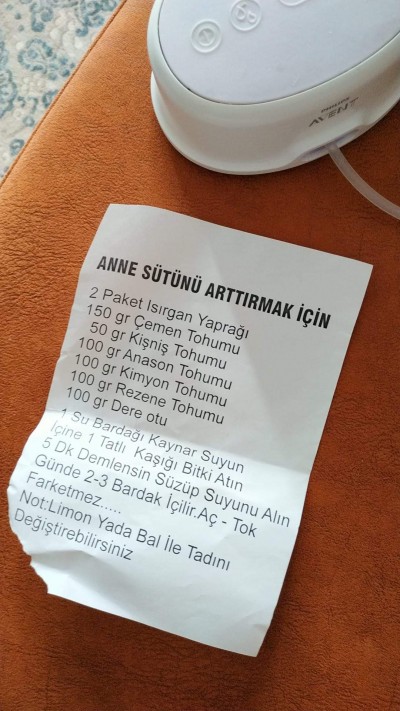 PHILIPS
AVENT
ANNE SÜTÜNÜ ARTTIRMAK İÇİN
2 Paket Isırgan Yaprağı
150 gr Çemen Tohumu
50 gr Kişniş Tohumu
100 gr Anason Tohumu
100 gr Kimyon Tohumu
100 gr Rezene Tohumu
100 gr Dere otu
1 Su Bardağı Kaynar Suyun
İçine 1 Tatlı Kaşığı Bitki Atın
5 Dk Demlensin Süzüp Suyunu Alın
Günde 2-3 Bardak İçilir.Aç - Tok
Farketmez.....
Not:Limon Yada Bal İle Tadını
Değiştirebilirsiniz